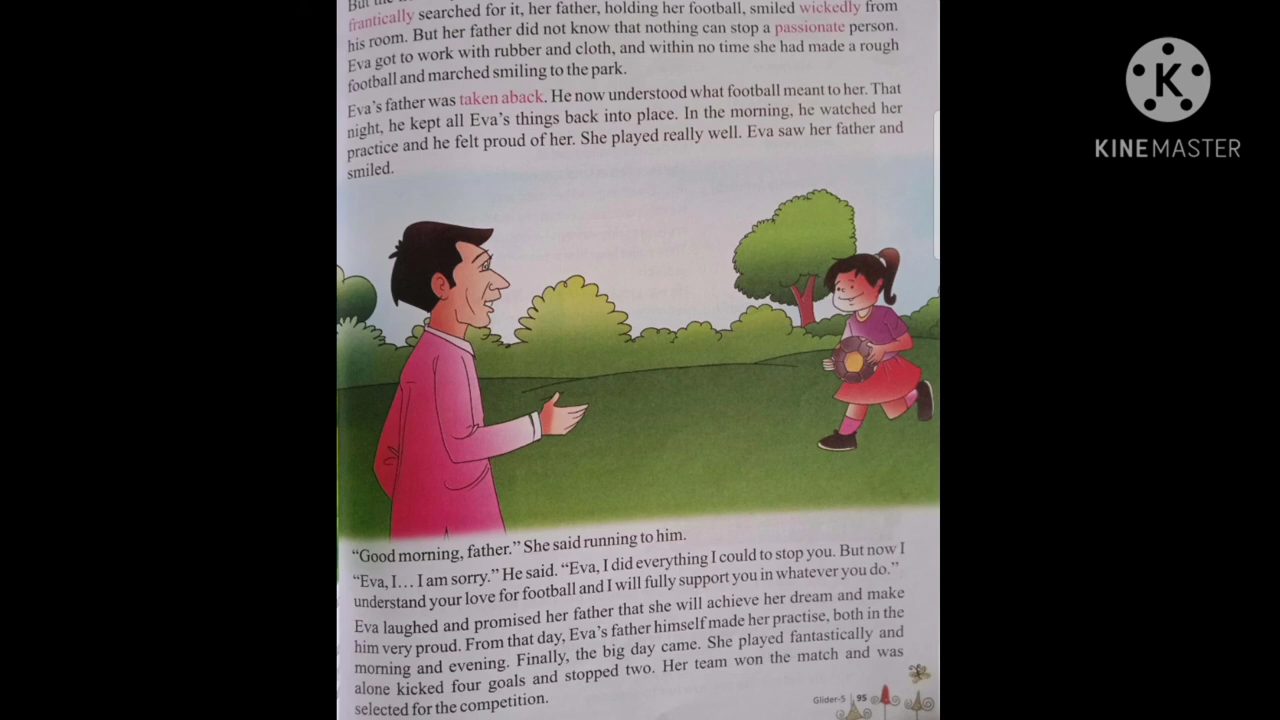 But the
frantically searched for it, her father, holding her football, smiled wickedly from
his room. But her father did not know that nothing can stop a passionate person.
Eva got to work with rubber and cloth, and within no time she had made a rough
football and marched smiling to the park.
Eva's father was taken aback. He now understood what football meant to her. That
night, he kept all Eva's things back into place. In the morning, he watched her
practice and he felt proud of her. She played really well. Eva saw her father and
smiled.
K
KINEMASTER
“Good morning, father.” She said running to him.
“Eva, I... I am sorry.” He said. “Eva, I did everything I could to stop you. But now I
understand your love for football and I will fully support you in whatever you do.”
Eva laughed and promised her father that she will achieve her dream and make
him very proud. From that day, Eva's father himself made her practise, both in the
morning and evening. Finally, the big day came. She played fantastically and
alone kicked four goals and stopped two. Her team won the match and was
selected for the competition.
Glider-5 | 95